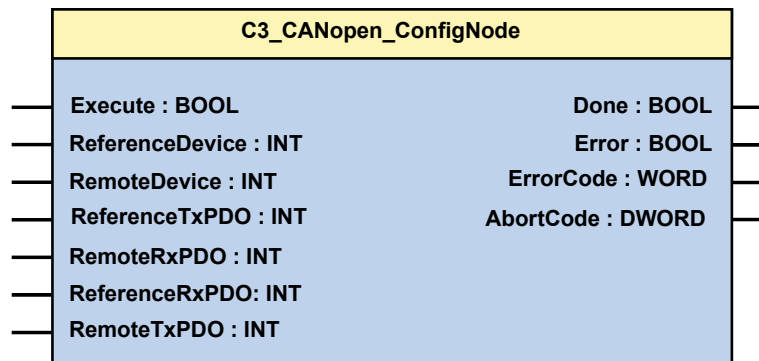 C3_CANopen_ConfigNode
Execute : BOOL Done : BOOL
ReferenceDevice : INT Error : BOOL
RemoteDevice : INT ErrorCode : WORD
ReferenceTxPDO : INT AbortCode : DWORD
RemoteRxPDO : INT
ReferenceRxPDO: INT
RemoteTxPDO : INT